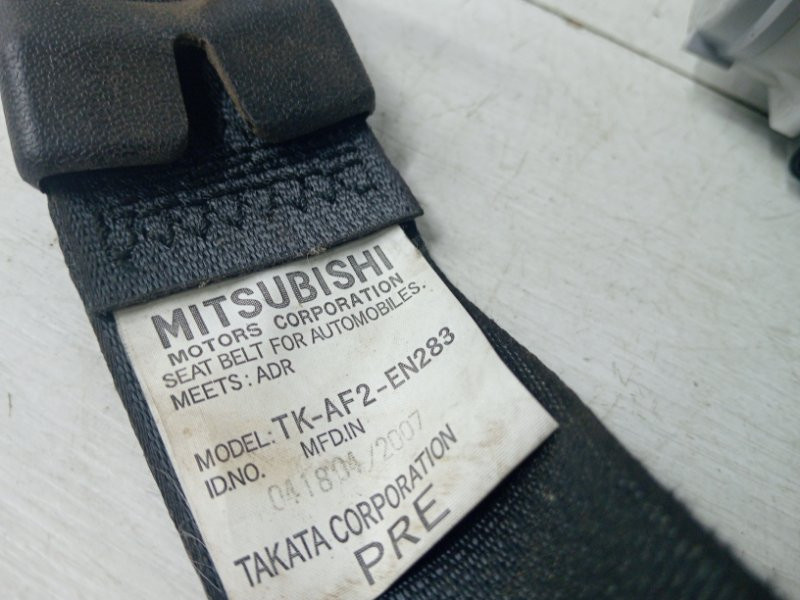 MITSUBISHI
MOTORS CORPORATION
SEAT BELT FOR AUTOMOBILES.
MEETS: ADR
MODEL: TK-AF2-EN283
ID.NO. MFD.IN
0418 04/2007
TAKATA CORPORATION
PRE